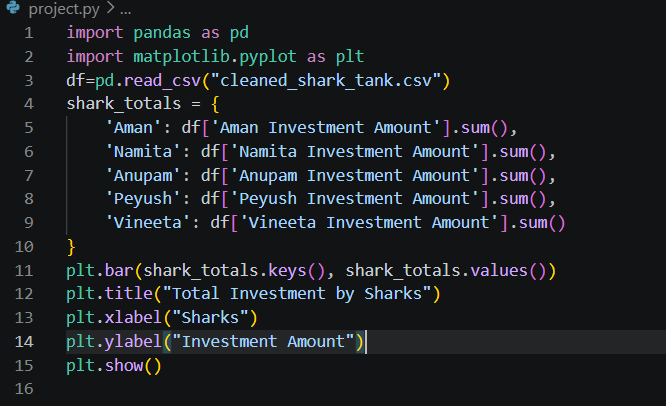 project.py > ...
1 import pandas as pd
2 import matplotlib.pyplot as plt
3 df=pd.read_csv("cleaned_shark_tank.csv")
4 shark_totals = {
5     'Aman': df['Aman Investment Amount'].sum(),
6     'Namita': df['Namita Investment Amount'].sum(),
7     'Anupam': df['Anupam Investment Amount'].sum(),
8     'Peyush': df['Peyush Investment Amount'].sum(),
9     'Vineeta': df['Vineeta Investment Amount'].sum()
10 }
11 plt.bar(shark_totals.keys(), shark_totals.values())
12 plt.title("Total Investment by Sharks")
13 plt.xlabel("Sharks")
14 plt.ylabel("Investment Amount")
15 plt.show()
16